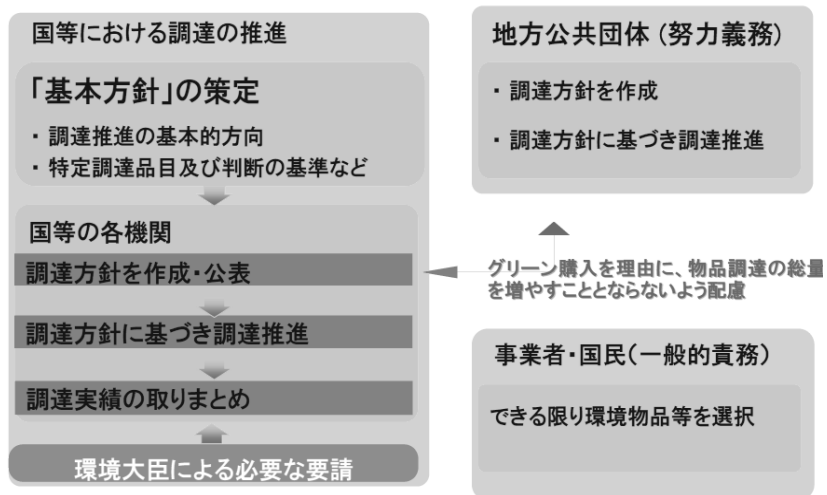 国等における調達の推進
「基本方針」の策定
・ 調達推進の基本的方向
・ 特定調達品目及び判断の基準など
国等の各機関
調達方針を作成・公表
調達方針に基づき調達推進
調達実績の取りまとめ
環境大臣による必要な要請
地方公共団体 (努力義務)
・ 調達方針を作成
・ 調達方針に基づき調達推進
グリーン購入を理由に、物品調達の総量
を増やすこととならないよう配慮
事業者・国民(一般的責務)
できる限り環境物品等を選択